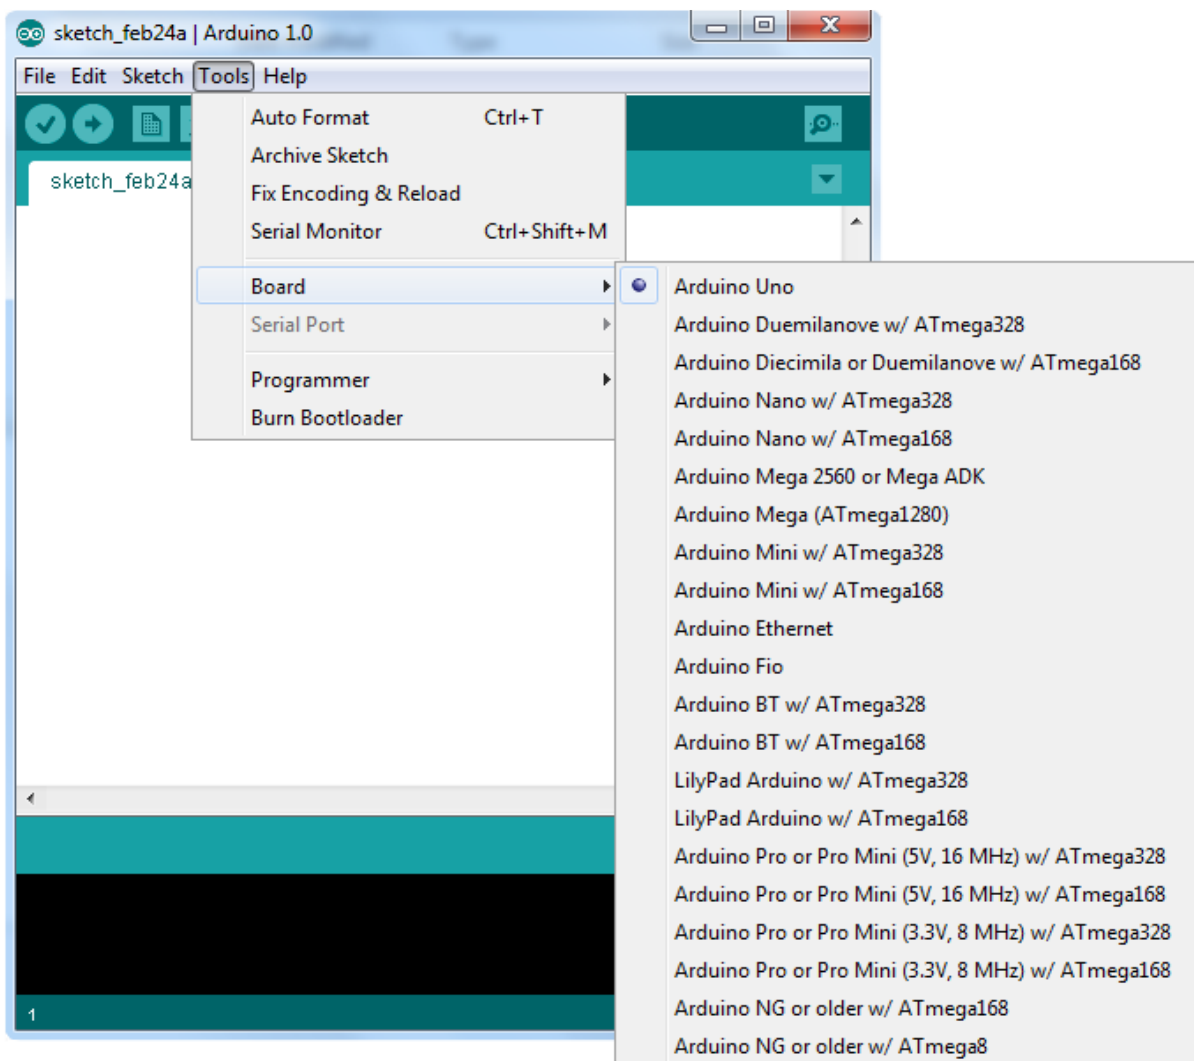 sketch_feb24a | Arduino 1.0
File Edit Sketch Tools Help
Auto Format Ctrl+T
Archive Sketch
sketch_feb24a
Fix Encoding & Reload
Serial Monitor Ctrl+Shift+M
Board
Serial Port
Programmer
Burn Bootloader
Arduino Uno
Arduino Duemilanove w/ ATmega328
Arduino Diecimila or Duemilanove w/ ATmega168
Arduino Nano w/ ATmega328
Arduino Nano w/ ATmega168
Arduino Mega 2560 or Mega ADK
Arduino Mega (ATmega1280)
Arduino Mini w/ ATmega328
Arduino Mini w/ ATmega168
Arduino Ethernet
Arduino Fio
Arduino BT w/ ATmega328
Arduino BT w/ ATmega168
LilyPad Arduino w/ ATmega328
LilyPad Arduino w/ ATmega168
Arduino Pro or Pro Mini (5V, 16 MHz) w/ ATmega328
Arduino Pro or Pro Mini (5V, 16 MHz) w/ ATmega168
Arduino Pro or Pro Mini (3.3V, 8 MHz) w/ ATmega328
Arduino Pro or Pro Mini (3.3V, 8 MHz) w/ ATmega168
Arduino NG or older w/ ATmega168
Arduino NG or older w/ ATmega8
1